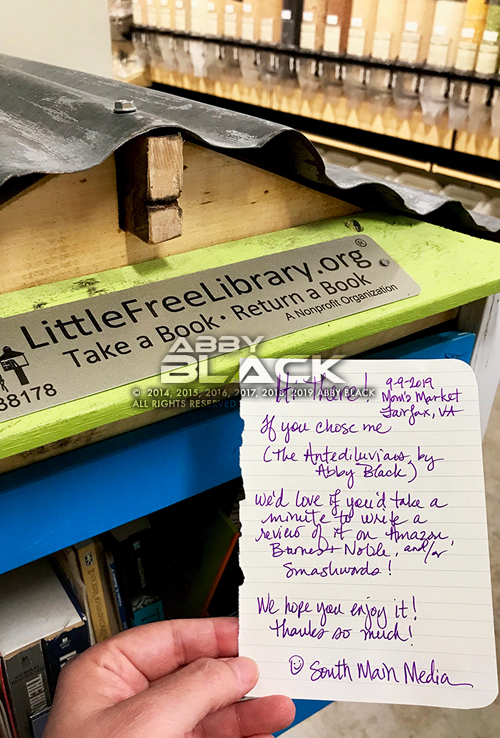 LittleFreeLibrary.org®
Take a Book • Return a Book
A Nonprofit Organization
38178
ABBY
BLACK
© 2014, 2015, 2016, 2017, 2018, 2019 ABBY BLACK
ALL RIGHTS RESERVED
Hi there!
9-9-2019
Mom's Market
Fairfax, VA
If you chose me
(The Antediluvians, by
Abby Black)
we'd love if you'd take a
minute to write a
review of it on Amazon,
Barnes + Noble, and/or
Smashwords!
We hope you enjoy it!
Thanks so much!
☺ South Main Media